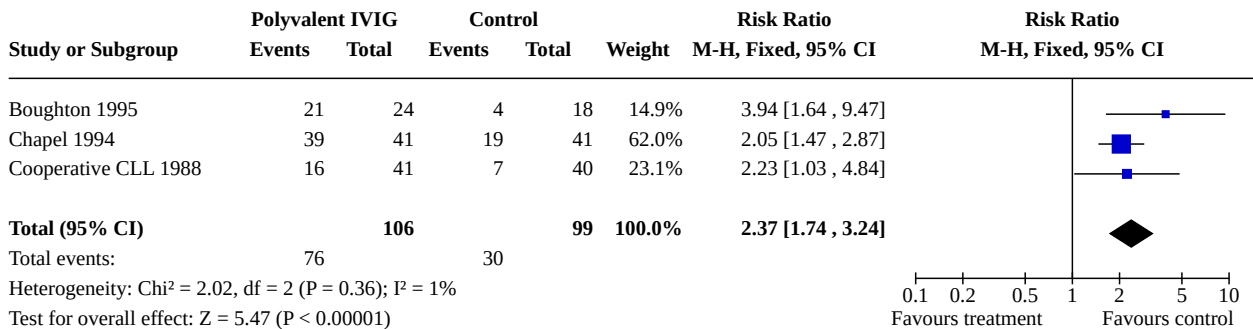 Polyvalent IVIG Control Risk Ratio Risk Ratio
Study or Subgroup Events Total Events Total Weight M-H, Fixed, 95% CI M-H, Fixed, 95% CI
Boughton 1995 21 24 4 18 14.9% 3.94 [1.64 , 9.47]
Chapel 1994 39 41 19 41 62.0% 2.05 [1.47 , 2.87]
Cooperative CLL 1988 16 41 7 40 23.1% 2.23 [1.03 , 4.84]
Total (95% CI) 106 99 100.0% 2.37 [1.74 , 3.24]
Total events: 76 30
Heterogeneity: Chi² = 2.02, df = 2 (P = 0.36); I² = 1%
0.1 0.2 0.5 1 2 5 10
Test for overall effect: Z = 5.47 (P < 0.00001) Favours treatment Favours control